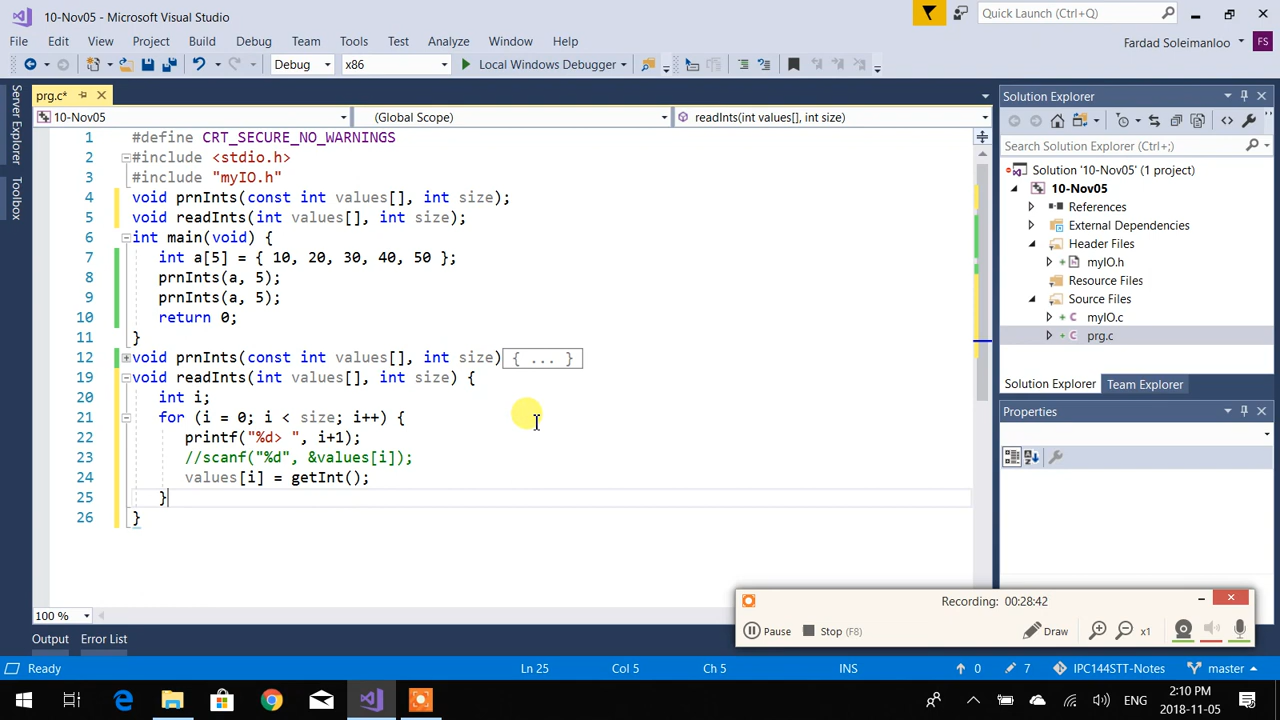 10-Nov05 - Microsoft Visual Studio
Quick Launch (Ctrl+Q)
File Edit View Project Build Debug Team Tools Test Analyze Window Help
Fardad Soleimanloo FS
Debug x86 Local Windows Debugger
Server Explorer
Toolbox
prg.c*
10-Nov05 (Global Scope) readInts(int values[], int size)
1 #define CRT_SECURE_NO_WARNINGS
2 #include <stdio.h>
3 #include "myIO.h"
4 void prnInts(const int values[], int size);
5 void readInts(int values[], int size);
6 int main(void) {
7 int a[5] = { 10, 20, 30, 40, 50 };
8 prnInts(a, 5);
9 prnInts(a, 5);
10 return 0;
11 }
12 void prnInts(const int values[], int size){ ... }
19 void readInts(int values[], int size) {
20 int i;
21 for (i = 0; i < size; i++) {
22 printf("%d> ", i+1);
23 //scanf("%d", &values[i]);
24 values[i] = getInt();
25 }
26 }
100 %
Output Error List
Solution Explorer
Search Solution Explorer (Ctrl+;)
Solution '10-Nov05' (1 project)
10-Nov05
References
External Dependencies
Header Files
myIO.h
Resource Files
Source Files
myIO.c
prg.c
Solution Explorer Team Explorer
Properties
Recording: 00:28:42
Pause Stop (F8) Draw x1
Ready Ln 25 Col 5 Ch 5 INS 0 7 IPC144STT-Notes master
ENG 2:10 PM
2018-11-05